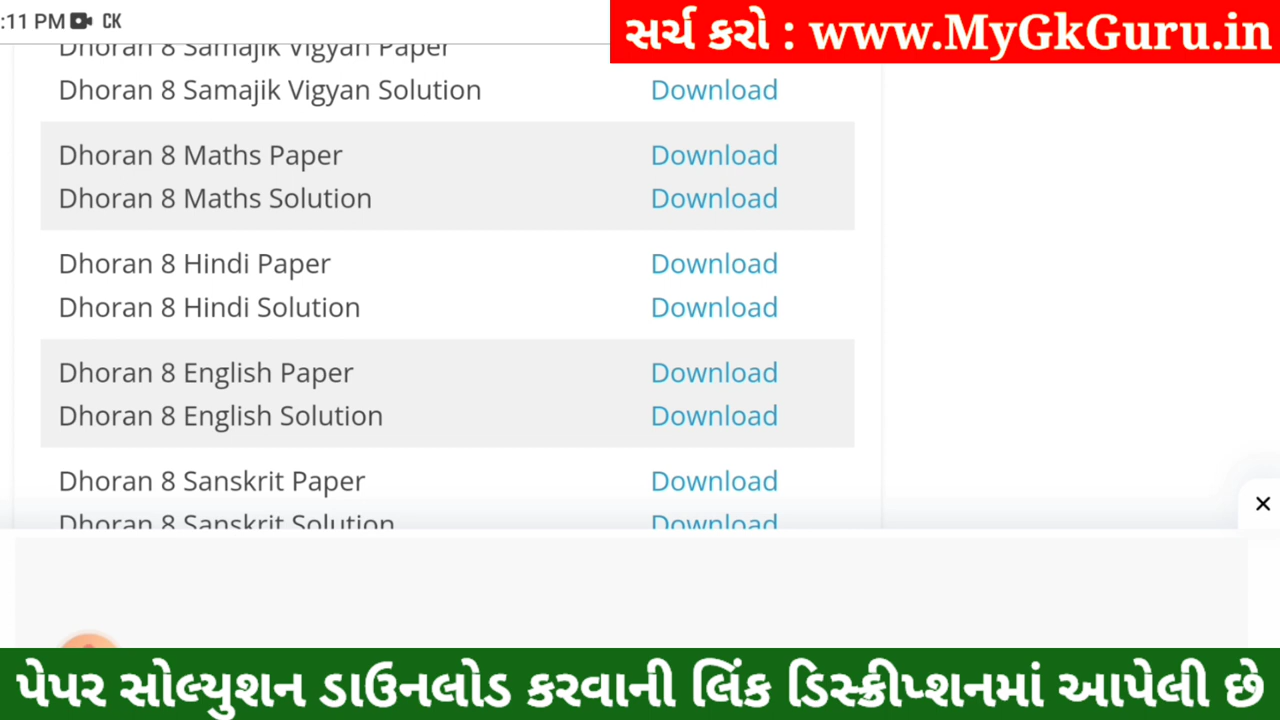 :11 PM CK
સર્ચ કરો : www.MyGkGuru.in
Dhoran 8 Samajik Vigyan Paper
Dhoran 8 Samajik Vigyan Solution Download
Dhoran 8 Maths Paper Download
Dhoran 8 Maths Solution Download
Dhoran 8 Hindi Paper Download
Dhoran 8 Hindi Solution Download
Dhoran 8 English Paper Download
Dhoran 8 English Solution Download
Dhoran 8 Sanskrit Paper Download
Dhoran 8 Sanskrit Solution Download
પેપર સોલ્યુશન ડાઉનલોડ કરવાની લિંક ડિસ્ક્રીપ્શનમાં આપેલી છે